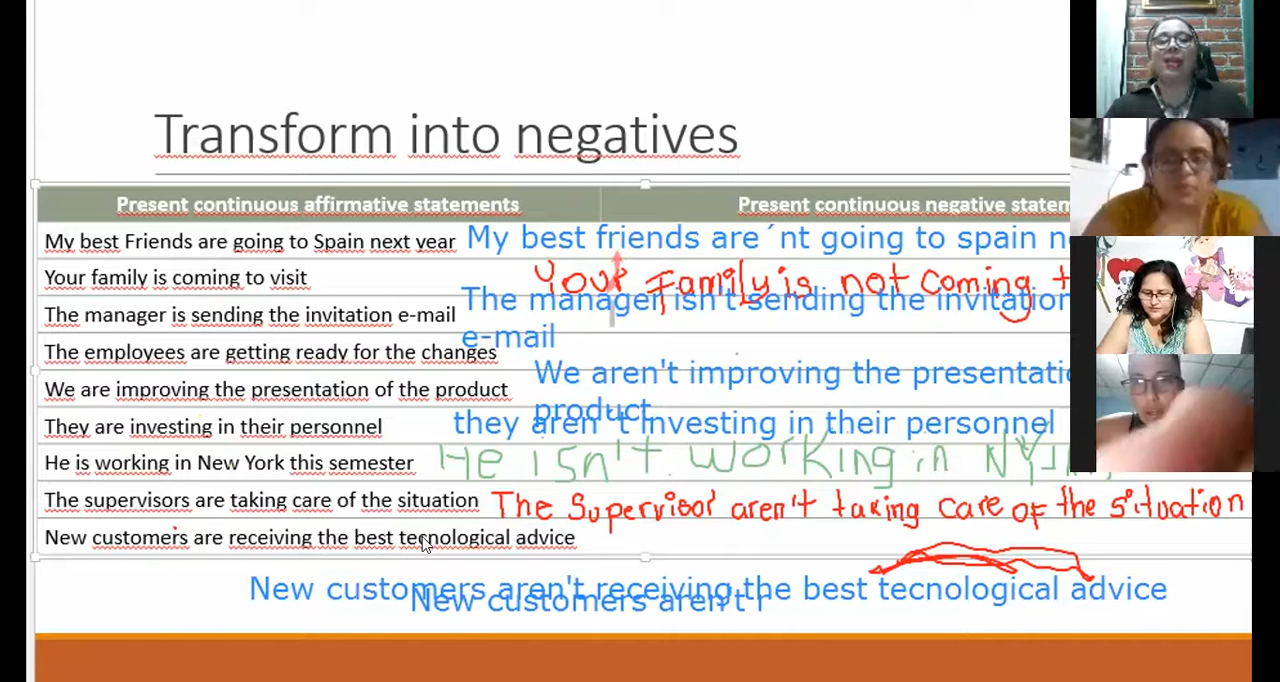 Transform into negatives
Present continuous affirmative statements
Present continuous negative statem
My best Friends are going to Spain next year
My best friends are´nt going to spain n
Your family is coming to visit
Your Family is not coming t
The manager is sending the invitation e-mail
The manager isn't sending the invitation
e-mail
The employees are getting ready for the changes
We are improving the presentation of the product
We aren't improving the presentati
product
They are investing in their personnel
they aren't investing in their personnel
He is working in New York this semester
He isn't working in NY
The supervisors are taking care of the situation
The Supervisor aren't taking care of the situation
New customers are receiving the best tecnological advice
New customers aren't receiving the best tecnological advice
New customers aren't r